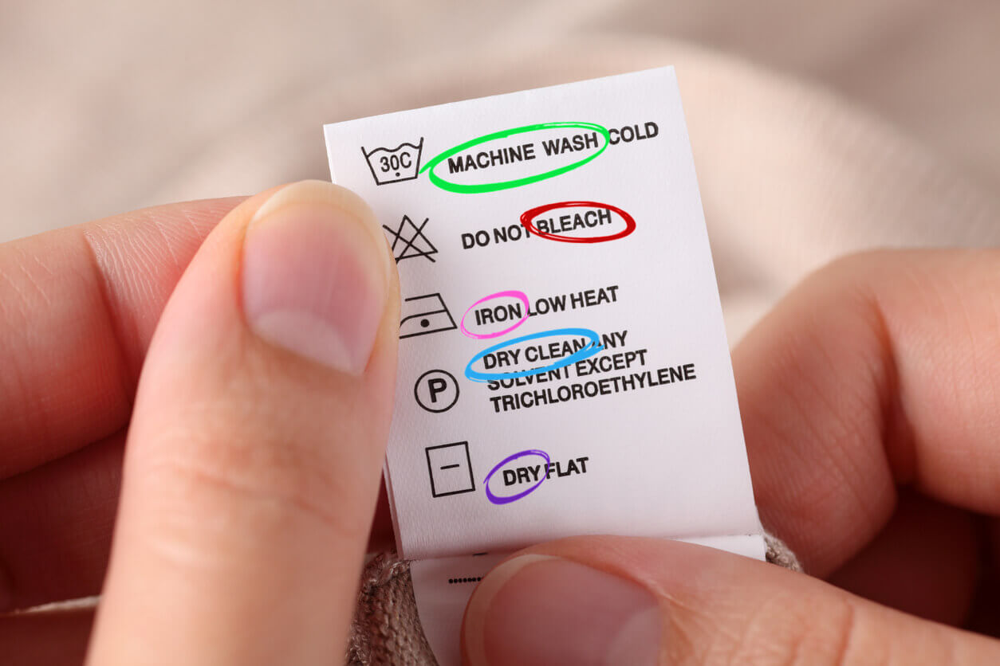 30C MACHINE WASH COLD
DO NOT BLEACH
IRON LOW HEAT
DRY CLEAN ANY
SOLVENT EXCEPT
P
TRICHLOROETHYLENE
DRY FLAT